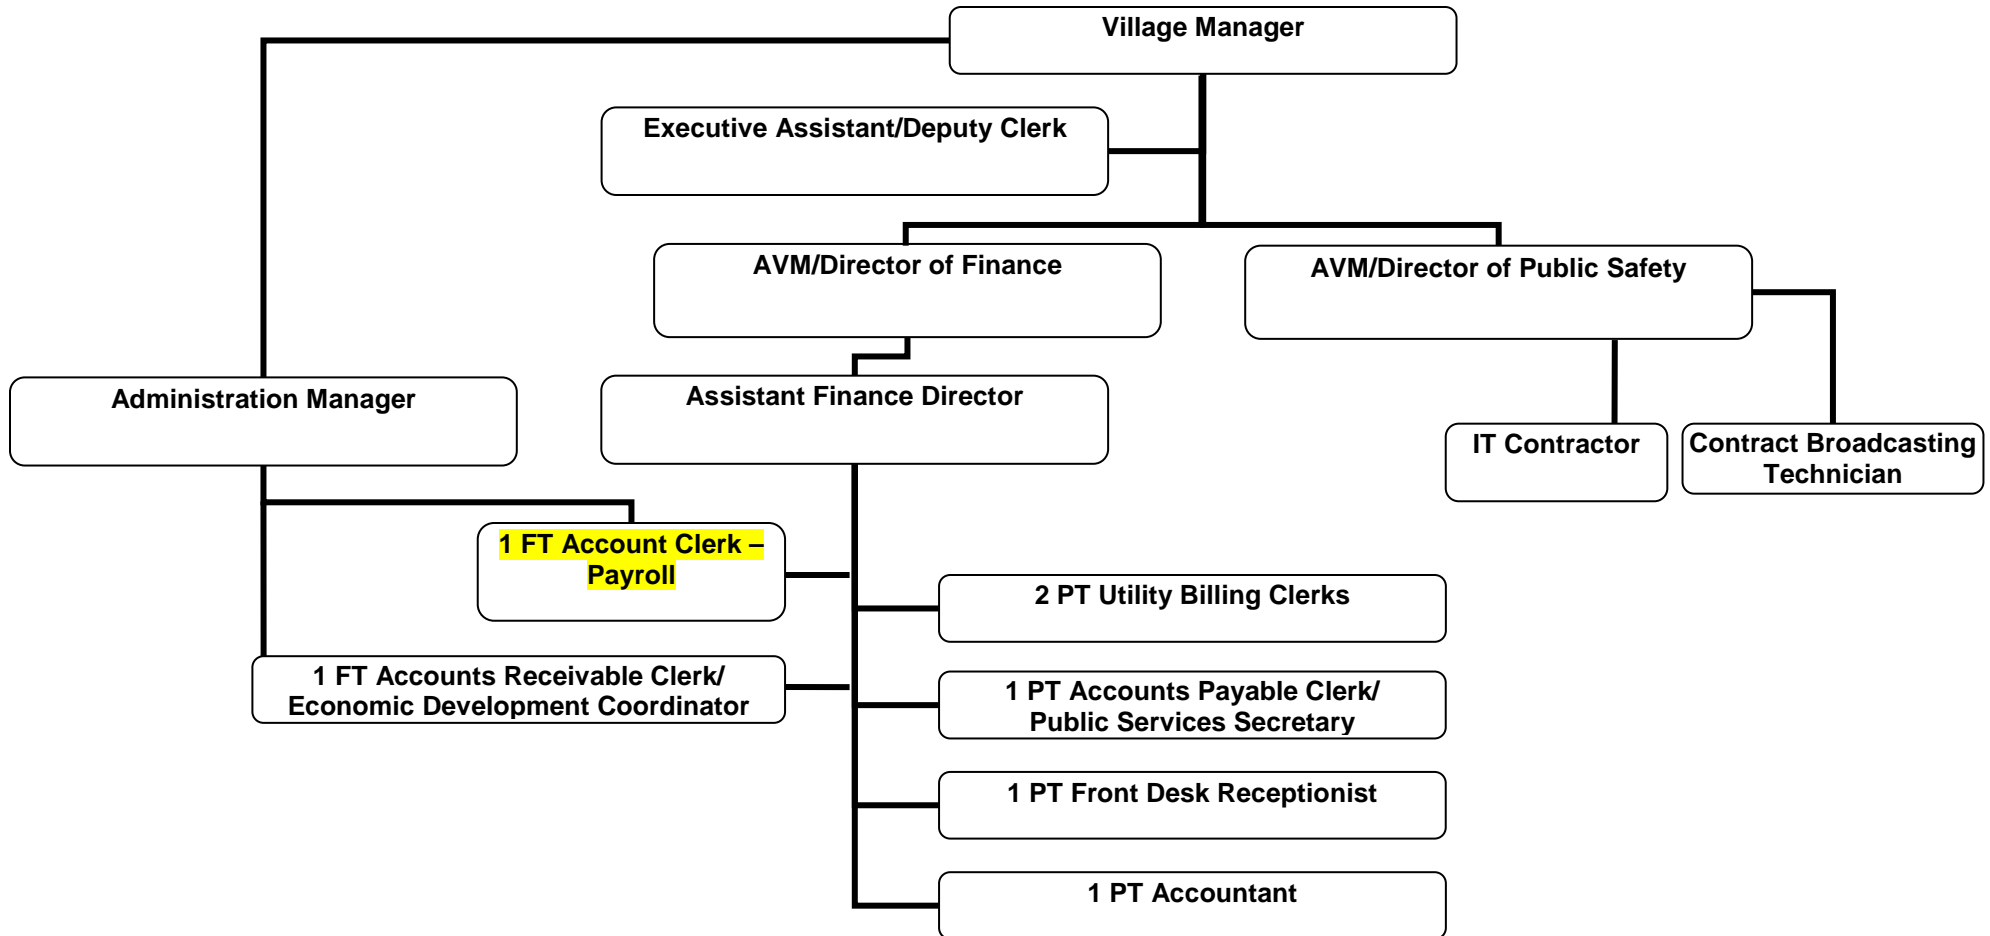 Village Manager
Executive Assistant/Deputy Clerk
AVM/Director of Finance
AVM/Director of Public Safety
Administration Manager
Assistant Finance Director
IT Contractor
Contract Broadcasting
Technician
1 FT Account Clerk –
Payroll
2 PT Utility Billing Clerks
1 FT Accounts Receivable Clerk/
Economic Development Coordinator
1 PT Accounts Payable Clerk/
Public Services Secretary
1 PT Front Desk Receptionist
1 PT Accountant